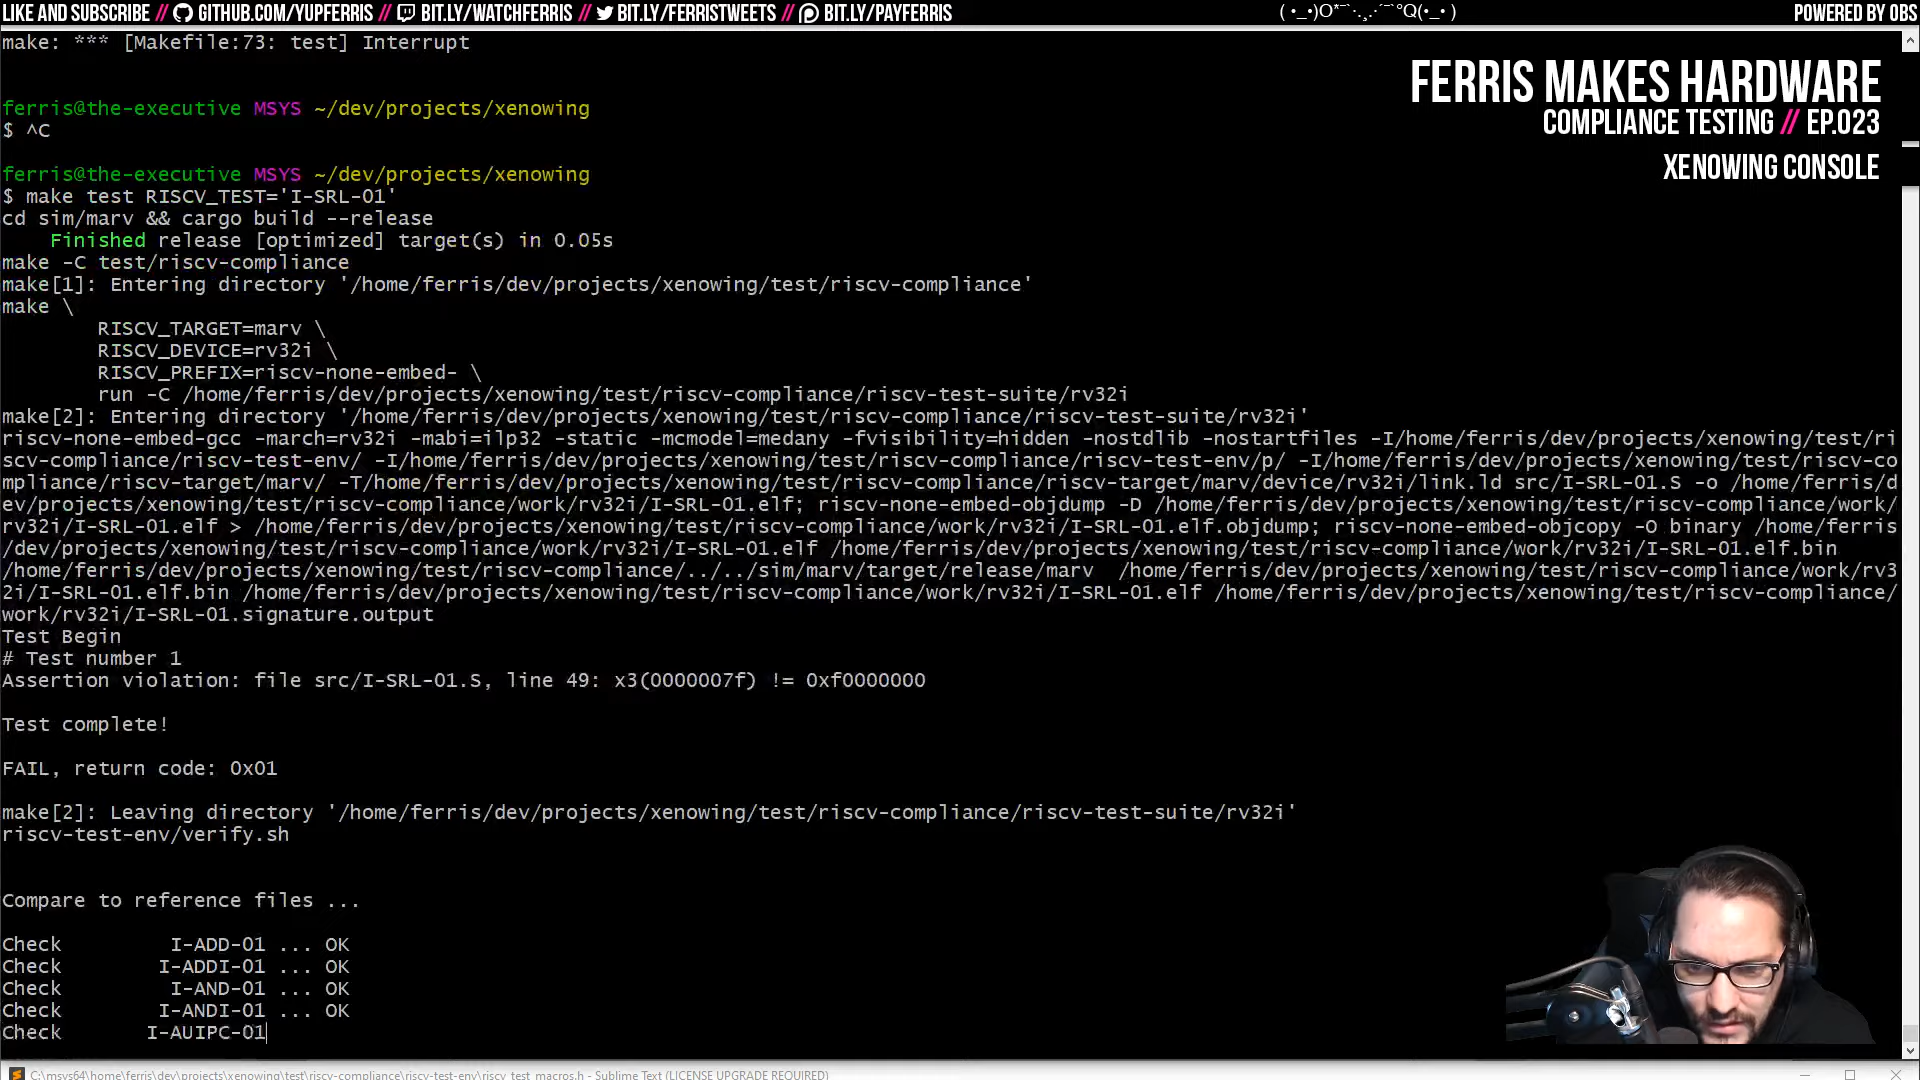 LIKE AND SUBSCRIBE // GITHUB.COM/YUPFERRIS // BIT.LY/WATCHFERRIS // BIT.LY/FERRISTWEETS // BIT.LY/PAYFERRIS
POWERED BY OBS
FERRIS MAKES HARDWARE
COMPLIANCE TESTING // EP.023
XENOWING CONSOLE
make: *** [Makefile:73: test] Interrupt
ferris@the-executive MSYS ~/dev/projects/xenowing
$ ^C
ferris@the-executive MSYS ~/dev/projects/xenowing
$ make test RISCV_TEST='I-SRL-01'
cd sim/marv && cargo build --release
Finished release [optimized] target(s) in 0.05s
make -C test/riscv-compliance
make[1]: Entering directory '/home/ferris/dev/projects/xenowing/test/riscv-compliance'
make \
RISCV_TARGET=marv \
RISCV_DEVICE=rv32i \
RISCV_PREFIX=riscv-none-embed- \
run -C /home/ferris/dev/projects/xenowing/test/riscv-compliance/riscv-test-suite/rv32i
make[2]: Entering directory '/home/ferris/dev/projects/xenowing/test/riscv-compliance/riscv-test-suite/rv32i'
riscv-none-embed-gcc -march=rv32i -mabi=ilp32 -static -mcmodel=medany -fvisibility=hidden -nostdlib -nostartfiles -I/home/ferris/dev/projects/xenowing/test/ri
scv-compliance/riscv-test-env/ -I/home/ferris/dev/projects/xenowing/test/riscv-compliance/riscv-test-env/p/ -I/home/ferris/dev/projects/xenowing/test/riscv-co
mpliance/riscv-target/marv/ -T/home/ferris/dev/projects/xenowing/test/riscv-compliance/riscv-target/marv/device/rv32i/link.ld src/I-SRL-01.S -o /home/ferris/d
ev/projects/xenowing/test/riscv-compliance/work/rv32i/I-SRL-01.elf; riscv-none-embed-objdump -D /home/ferris/dev/projects/xenowing/test/riscv-compliance/work/
rv32i/I-SRL-01.elf > /home/ferris/dev/projects/xenowing/test/riscv-compliance/work/rv32i/I-SRL-01.elf.objdump; riscv-none-embed-objcopy -O binary /home/ferris
/dev/projects/xenowing/test/riscv-compliance/work/rv32i/I-SRL-01.elf /home/ferris/dev/projects/xenowing/test/riscv-compliance/work/rv32i/I-SRL-01.elf.bin
/home/ferris/dev/projects/xenowing/test/riscv-compliance/../../sim/marv/target/release/marv  /home/ferris/dev/projects/xenowing/test/riscv-compliance/work/rv3
2i/I-SRL-01.elf.bin /home/ferris/dev/projects/xenowing/test/riscv-compliance/work/rv32i/I-SRL-01.elf /home/ferris/dev/projects/xenowing/test/riscv-compliance/
work/rv32i/I-SRL-01.signature.output
Test Begin
# Test number 1
Assertion violation: file src/I-SRL-01.S, line 49: x3(0000007f) != 0xf0000000
Test complete!
FAIL, return code: 0x01
make[2]: Leaving directory '/home/ferris/dev/projects/xenowing/test/riscv-compliance/riscv-test-suite/rv32i'
riscv-test-env/verify.sh
Compare to reference files ...
Check I-ADD-01 ... OK
Check I-ADDI-01 ... OK
Check I-AND-01 ... OK
Check I-ANDI-01 ... OK
Check I-AUIPC-01
C:\msys64\home\ferris\dev\projects\xenowing\test\riscv-compliance\riscv-test-env\riscv_test_macros.h - Sublime Text (LICENSE UPGRADE REQUIRED)